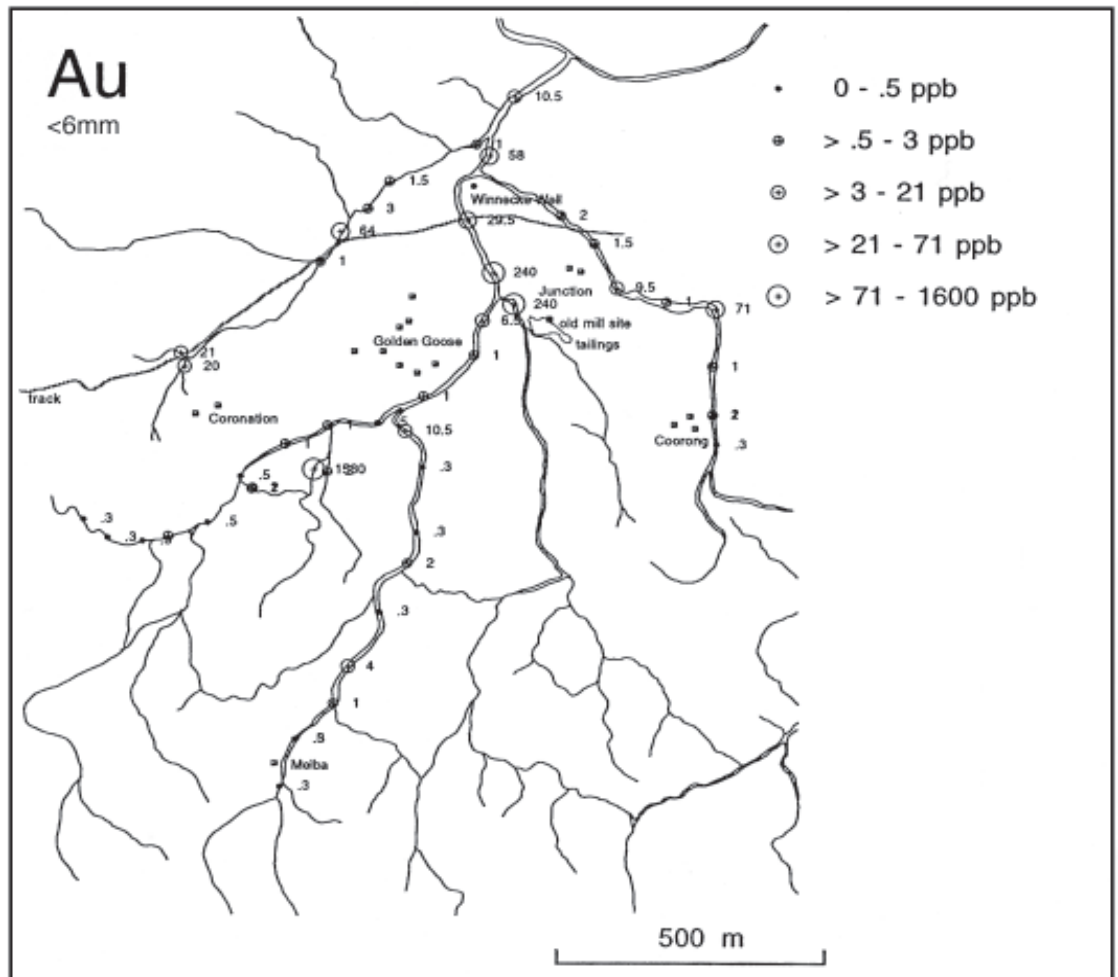 Au
<6mm
0 - .5 ppb
> .5 - 3 ppb
> 3 - 21 ppb
> 21 - 71 ppb
> 71 - 1600 ppb
10.5
1
58
1.5
Winnecke Well
3
2
29.5
64
1.5
1
240
Junction
9.5
1
71
240
6.5
old mill site
tailings
Golden Goose
21
20
1
1
track
Coronation
1
2
Coorong
.3
10.5
1
1
.3
.5
2
.5
.3
.3
.3
2
.3
4
1
Melba
.3
500 m